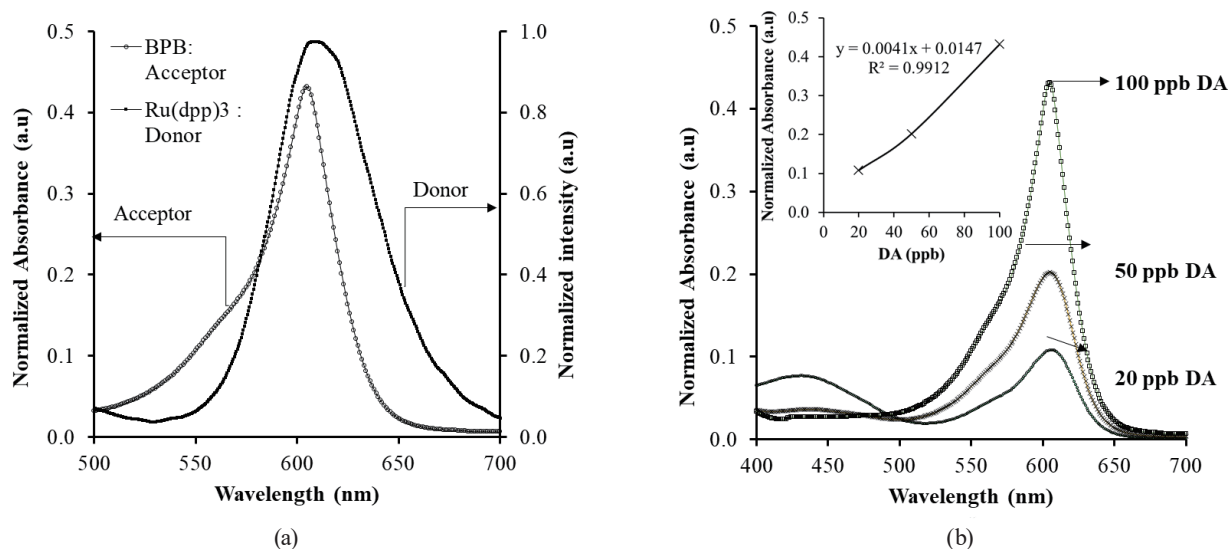 0.5
0.4
0.3
0.2
0.1
0.0
Normalized Absorbance (a.u)
BPB:
Acceptor
Ru(dpp)3 :
Donor
Acceptor
Donor
1.0
0.8
0.6
0.4
0.2
0.0
Normalized intensity (a.u)
500 550 600 650 700
Wavelength (nm)
(a)
0.5
0.4
0.3
0.2
0.1
0.0
Normalized Absorbance (a.u)
0.5
0.4
0.3
0.2
0.1
0.0
Normalized Absorbance (a.u)
y = 0.0041x + 0.0147
R² = 0.9912
0 20 40 60 80 100
DA (ppb)
100 ppb DA
50 ppb DA
20 ppb DA
400 450 500 550 600 650 700
Wavelength (nm)
(b)